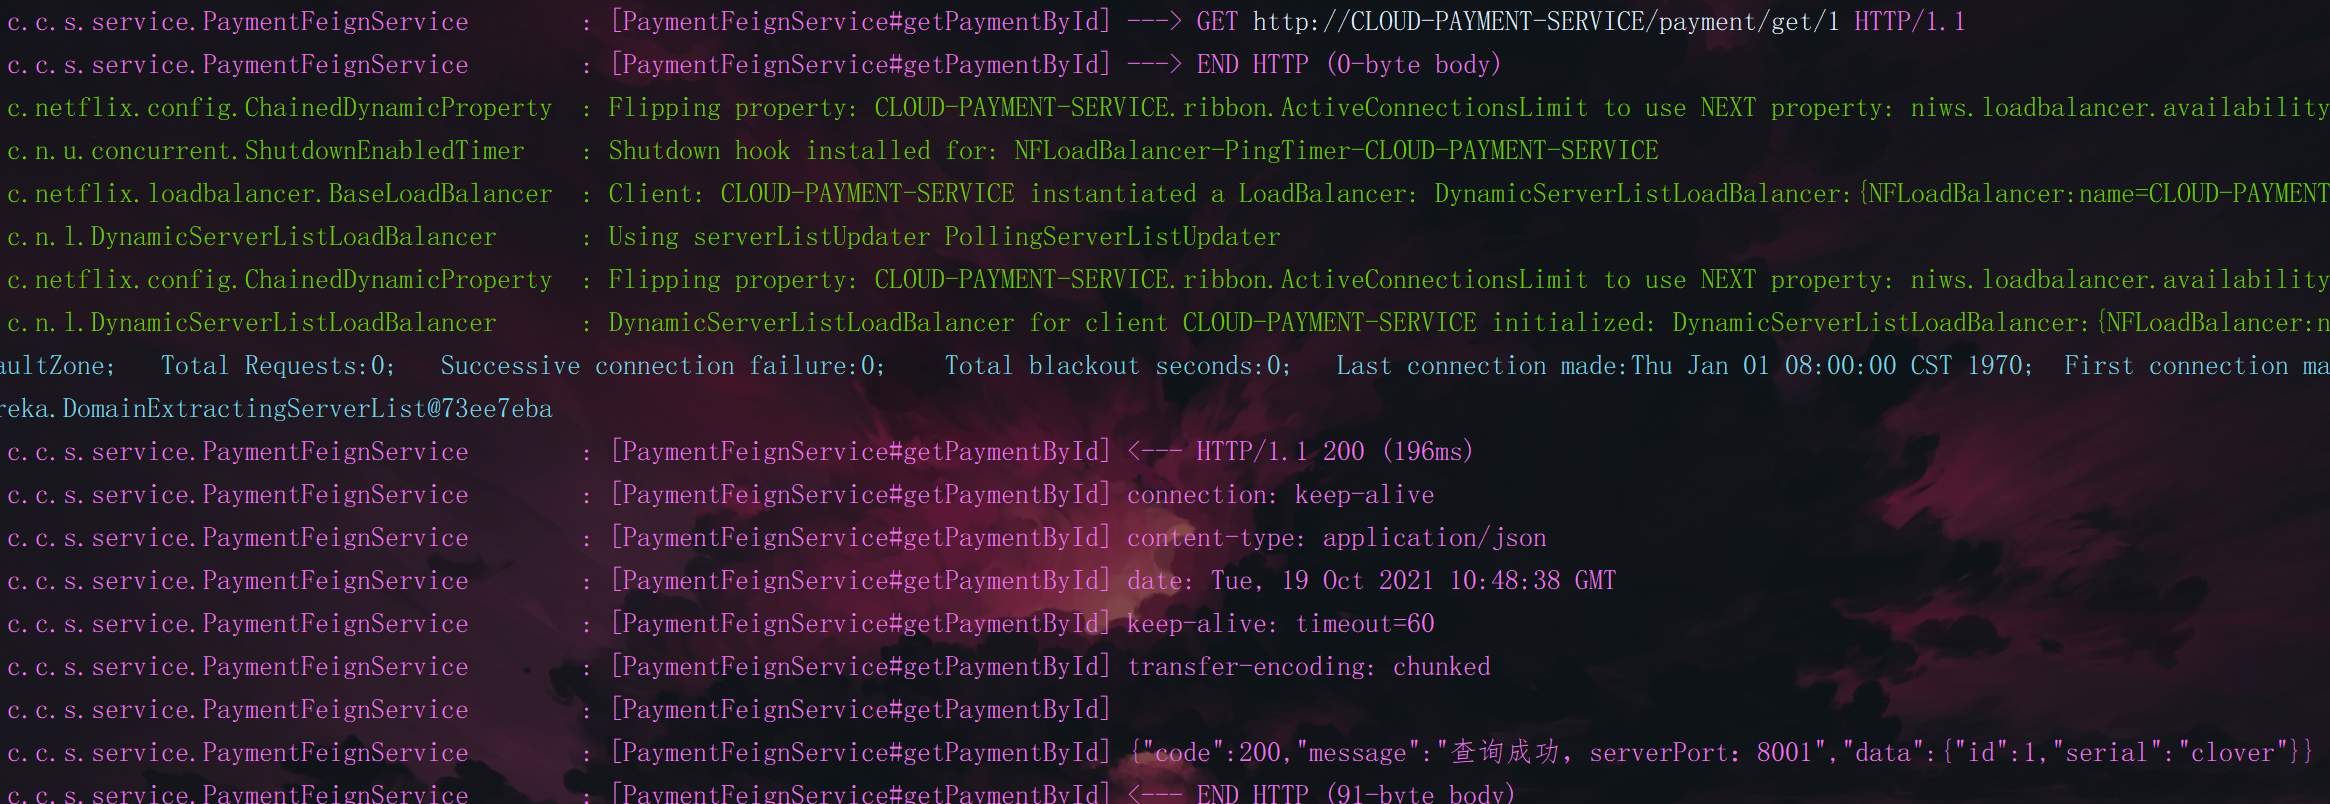 c.c.s.service.PaymentFeignService : [PaymentFeignService#getPaymentById] ---> GET http://CLOUD-PAYMENT-SERVICE/payment/get/1 HTTP/1.1
c.c.s.service.PaymentFeignService : [PaymentFeignService#getPaymentById] ---> END HTTP (0-byte body)
c.netflix.config.ChainedDynamicProperty : Flipping property: CLOUD-PAYMENT-SERVICE.ribbon.ActiveConnectionsLimit to use NEXT property: niws.loadbalancer.availability
c.n.u.concurrent.ShutdownEnabledTimer : Shutdown hook installed for: NFLoadBalancer-PingTimer-CLOUD-PAYMENT-SERVICE
c.netflix.loadbalancer.BaseLoadBalancer : Client: CLOUD-PAYMENT-SERVICE instantiated a LoadBalancer: DynamicServerListLoadBalancer:{NFLoadBalancer:name=CLOUD-PAYMENT
c.n.l.DynamicServerListLoadBalancer : Using serverListUpdater PollingServerListUpdater
c.netflix.config.ChainedDynamicProperty : Flipping property: CLOUD-PAYMENT-SERVICE.ribbon.ActiveConnectionsLimit to use NEXT property: niws.loadbalancer.availability
c.n.l.DynamicServerListLoadBalancer : DynamicServerListLoadBalancer for client CLOUD-PAYMENT-SERVICE initialized: DynamicServerListLoadBalancer:{NFLoadBalancer:n
aultZone; Total Requests:0; Successive connection failure:0; Total blackout seconds:0; Last connection made:Thu Jan 01 08:00:00 CST 1970; First connection ma
reka.DomainExtractingServerList@73ee7eba
c.c.s.service.PaymentFeignService : [PaymentFeignService#getPaymentById] <--- HTTP/1.1 200 (196ms)
c.c.s.service.PaymentFeignService : [PaymentFeignService#getPaymentById] connection: keep-alive
c.c.s.service.PaymentFeignService : [PaymentFeignService#getPaymentById] content-type: application/json
c.c.s.service.PaymentFeignService : [PaymentFeignService#getPaymentById] date: Tue, 19 Oct 2021 10:48:38 GMT
c.c.s.service.PaymentFeignService : [PaymentFeignService#getPaymentById] keep-alive: timeout=60
c.c.s.service.PaymentFeignService : [PaymentFeignService#getPaymentById] transfer-encoding: chunked
c.c.s.service.PaymentFeignService : [PaymentFeignService#getPaymentById]
c.c.s.service.PaymentFeignService : [PaymentFeignService#getPaymentById] {"code":200,"message":"查询成功, serverPort: 8001","data":{"id":1,"serial":"clover"}}
c.c.s.service.PaymentFeignService : [PaymentFeignService#getPaymentById] <--- END HTTP (91-byte body)